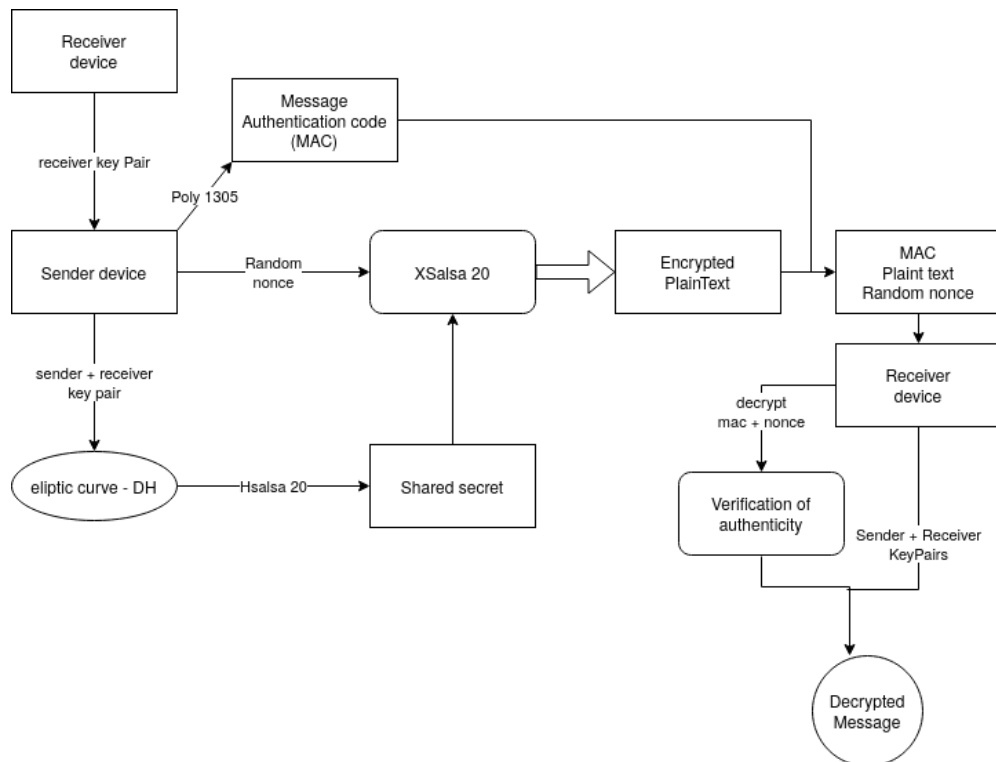 Receiver
device
Message
Authentication code
(MAC)
receiver key Pair
Poly 1305
Sender device
Random
nonce
XSalsa 20
Encrypted
PlainText
MAC
Plaint text
Random nonce
sender + receiver
key pair
Receiver
device
decrypt
mac + nonce
eliptic curve - DH
Hsalsa 20
Shared secret
Verification of
authenticity
Sender + Receiver
KeyPairs
Decrypted
Message